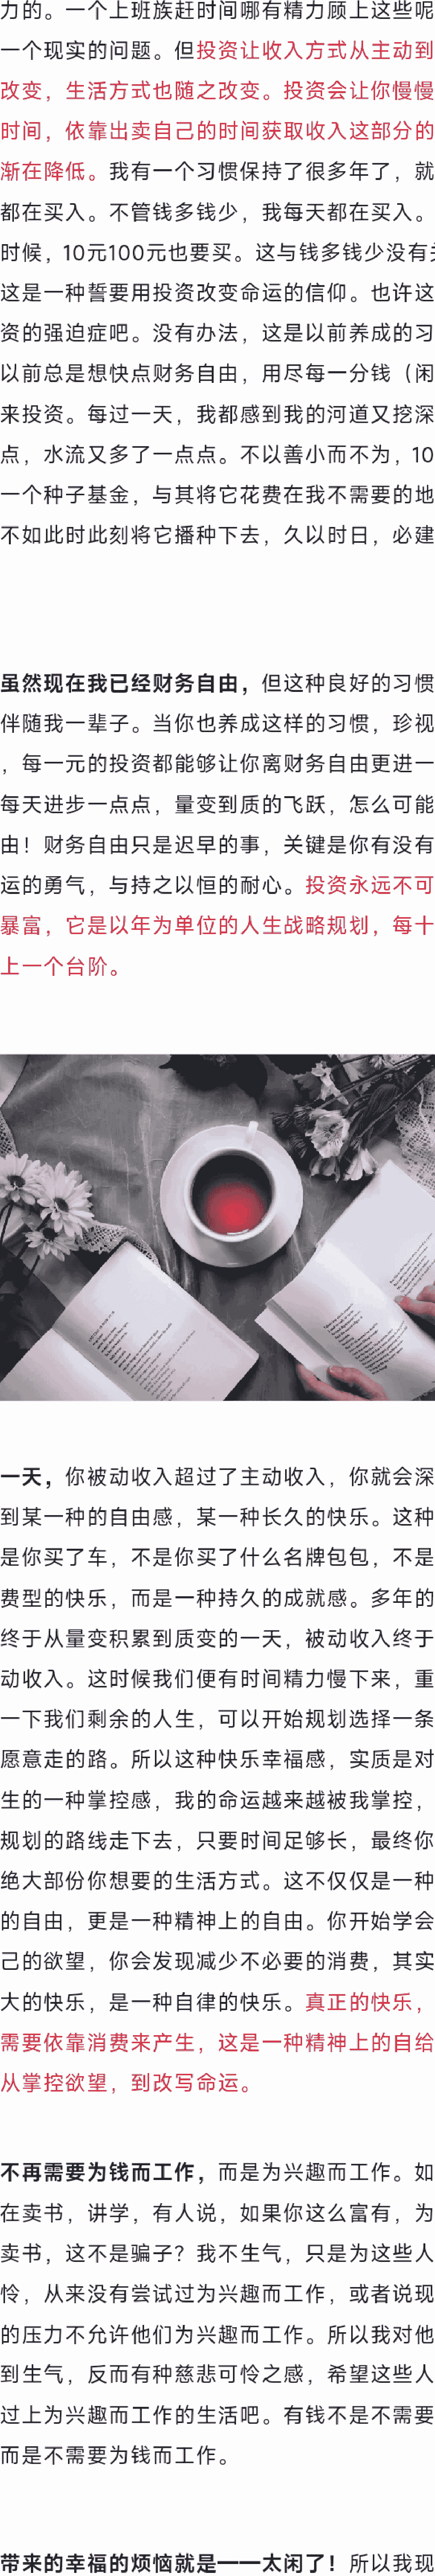 力的。一个上班族赶时间哪有精力顾上这些呢
一个现实的问题。但投资让收入方式从主动到
改变，生活方式也随之改变。投资会让你慢慢
时间，依靠出卖自己的时间获取收入这部分的
渐在降低。我有一个习惯保持了很多年了，就
都在买入。不管钱多钱少，我每天都在买入。
时候，10元100元也要买。这与钱多钱少没有
这是一种誓要用投资改变命运的信仰。也许这
资的强迫症吧。没有办法，这是以前养成的习
以前总是想快点财务自由，用尽每一分钱（闲
来投资。每过一天，我都感到我的河道又挖深
点，水流又多了一点点。不以善小而不为，10
一个种子基金，与其将它花费在我不需要的地
不如此时此刻将它播种下去，久以时日，必建
虽然现在我已经财务自由，但这种良好的习惯
伴随我一辈子。当你也养成这样的习惯，珍视
，每一元的投资都能够让你离财务自由更进一
每天进步一点点，量变到质的飞跃，怎么可能
由！财务自由只是迟早的事，关键是你有没有
运的勇气，与持之以恒的耐心。投资永远不可
暴富，它是以年为单位的人生战略规划，每十
上一个台阶。
一天，你被动收入超过了主动收入，你就会深
到某一种的自由感，某一种长久的快乐。这种
是你买了车，不是你买了什么名牌包包，不是
费型的快乐，而是一种持久的成就感。多年的
终于从量变积累到质变的一天，被动收入终于
动收入。这时候我们便有时间精力慢下来，重
一下我们剩余的人生，可以开始规划选择一条
愿意走的路。所以这种快乐幸福感，实质是对
生的一种掌控感，我的命运越来越被我掌控，
规划的路线走下去，只要时间足够长，最终你
绝大部份你想要的生活方式。这不仅仅是一种
的自由，更是一种精神上的自由。你开始学会
己的欲望，你会发现减少不必要的消费，其实
大的快乐，是一种自律的快乐。真正的快乐，
需要依靠消费来产生，这是一种精神上的自给
从掌控欲望，到改写命运。
不再需要为钱而工作，而是为兴趣而工作。如
在卖书，讲学，有人说，如果你这么富有，为
卖书，这不是骗子？我不生气，只是为这些人
怜，从来没有尝试过为兴趣而工作，或者说现
的压力不允许他们为兴趣而工作。所以我对他
到生气，反而有种慈悲可怜之感，希望这些人
过上为兴趣而工作的生活吧。有钱不是不需要
而是不需要为钱而工作。
带来的幸福的烦恼就是——太闲了！所以我现